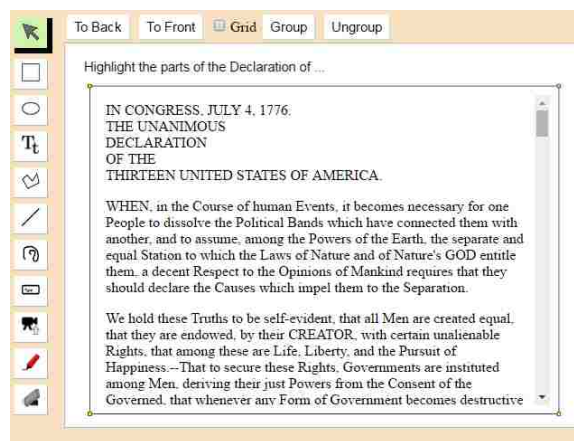 To Back To Front Grid Group Ungroup
Highlight the parts of the Declaration of ...
IN CONGRESS, JULY 4, 1776.
THE UNANIMOUS
DECLARATION
OF THE
THIRTEEN UNITED STATES OF AMERICA.
WHEN, in the Course of human Events, it becomes necessary for one
People to dissolve the Political Bands which have connected them with
another, and to assume, among the Powers of the Earth, the separate and
equal Station to which the Laws of Nature and of Nature's GOD entitle
them, a decent Respect to the Opinions of Mankind requires that they
should declare the Causes which impel them to the Separation.
We hold these Truths to be self-evident, that all Men are created equal,
that they are endowed, by their CREATOR, with certain unalienable
Rights, that among these are Life, Liberty, and the Pursuit of
Happiness.--That to secure these Rights, Governments are instituted
among Men, deriving their just Powers from the Consent of the
Governed, that whenever any Form of Government becomes destructive
Tt